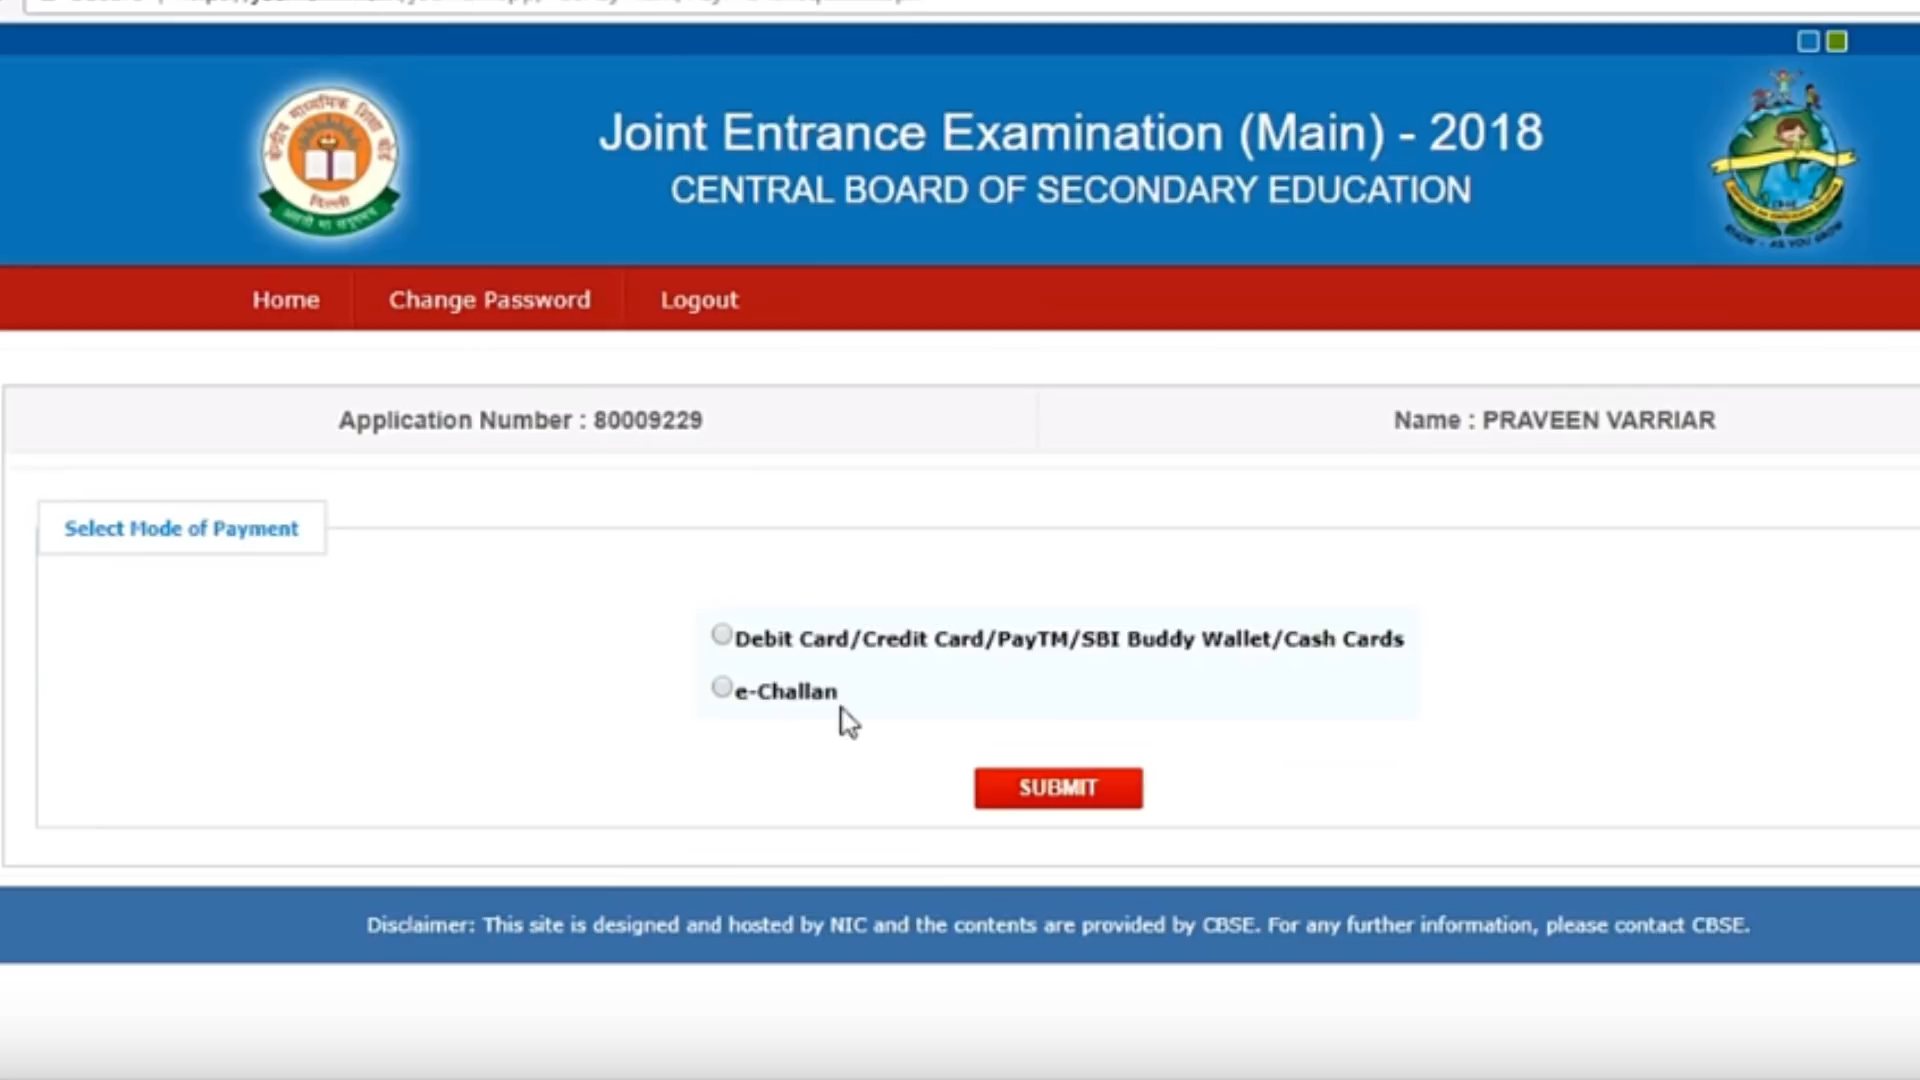 Joint Entrance Examination (Main) - 2018
CENTRAL BOARD OF SECONDARY EDUCATION
Home Change Password Logout
Application Number : 80009229 Name : PRAVEEN VARRIAR
Select Mode of Payment
Debit Card/Credit Card/PayTM/SBI Buddy Wallet/Cash Cards
e-Challan
SUBMIT
Disclaimer: This site is designed and hosted by NIC and the contents are provided by CBSE. For any further information, please contact CBSE.